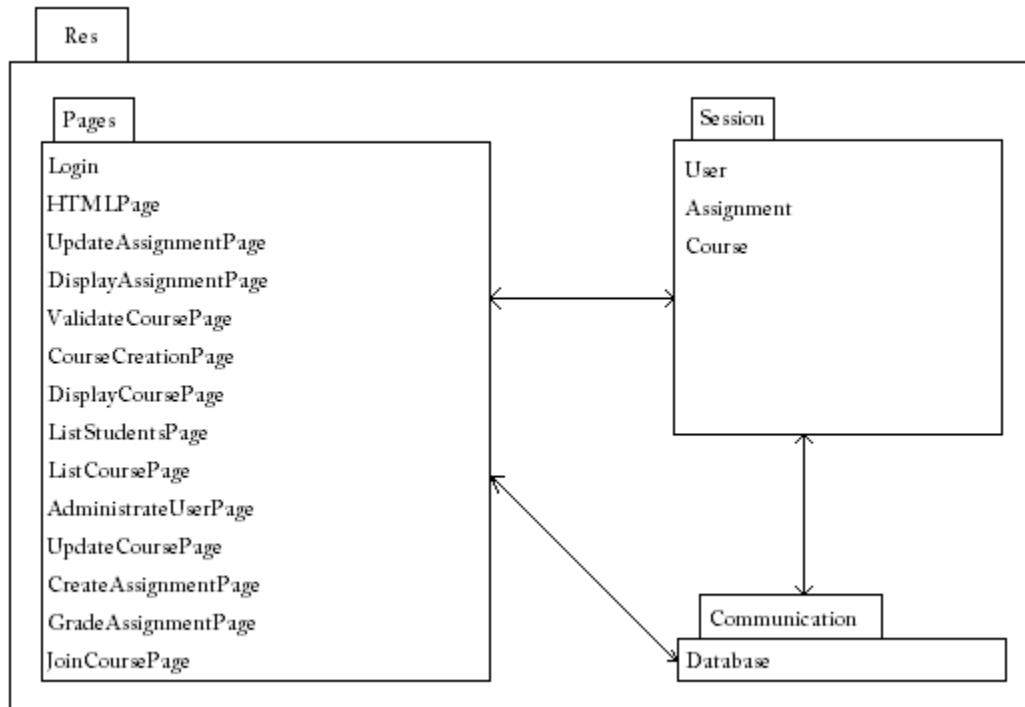 Res
Pages
Login
HTMLPage
UpdateAssignmentPage
DisplayAssignmentPage
ValidateCoursePage
CourseCreationPage
DisplayCoursePage
ListStudentsPage
ListCoursePage
AdministrateUserPage
UpdateCoursePage
CreateAssignmentPage
GradeAssignmentPage
JoinCoursePage
Session
User
Assignment
Course
Communication
Database